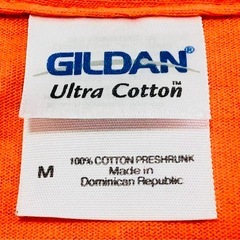 GILDAN®
Ultra Cotton™
M
100% COTTON PRESHRUNK
Made in
Dominican Republic